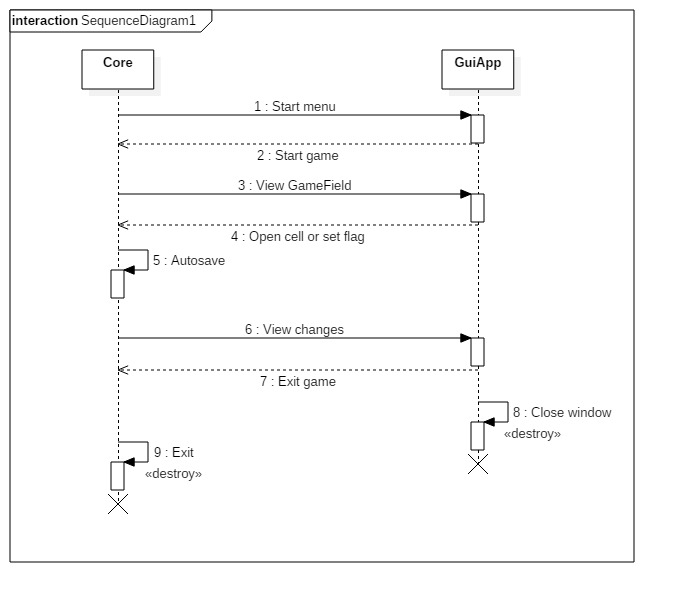 interaction SequenceDiagram1
Core
GuiApp
1 : Start menu
2 : Start game
3 : View GameField
4 : Open cell or set flag
5 : Autosave
6 : View changes
7 : Exit game
8 : Close window
«destroy»
9 : Exit
«destroy»